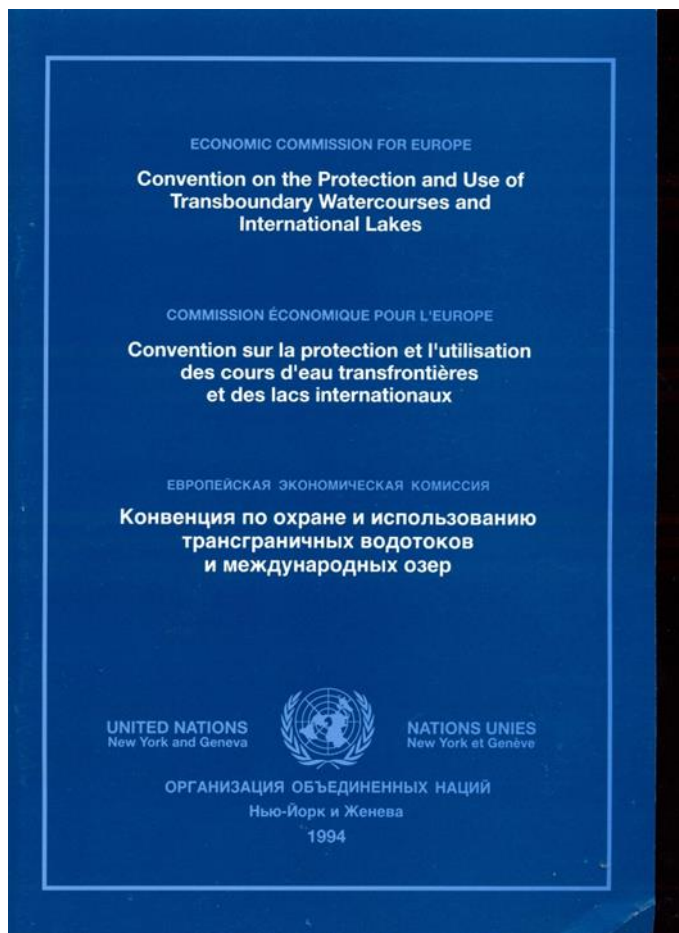 ECONOMIC COMMISSION FOR EUROPE
Convention on the Protection and Use of
Transboundary Watercourses and
International Lakes
COMMISSION ÉCONOMIQUE POUR L'EUROPE
Convention sur la protection et l'utilisation
des cours d'eau transfrontières
et des lacs internationaux
ЕВРОПЕЙСКАЯ ЭКОНОМИЧЕСКАЯ КОМИССИЯ
Конвенция по охране и использованию
трансграничных водотоков
и международных озер
UNITED NATIONS
New York and Geneva
NATIONS UNIES
New York et Genève
ОРГАНИЗАЦИЯ ОБЪЕДИНЕННЫХ НАЦИЙ
Нью-Йорк и Женева
1994